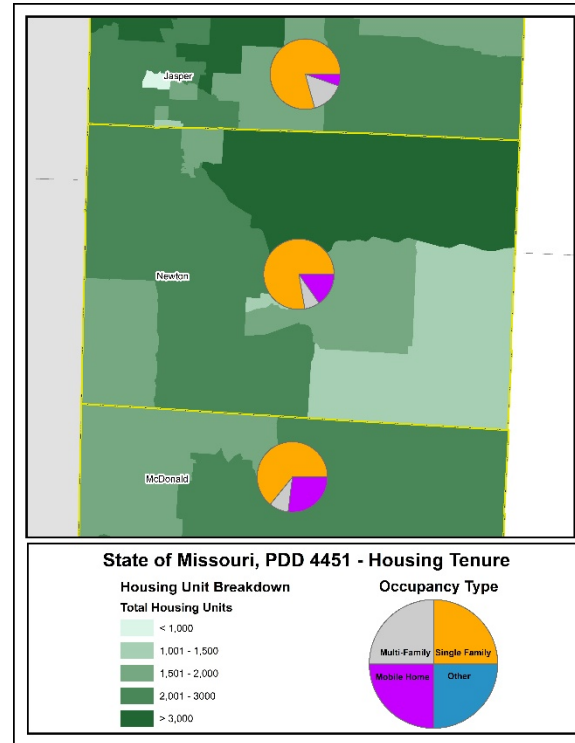 Jasper
Newton
McDonald
State of Missouri, PDD 4451 - Housing Tenure
Housing Unit Breakdown
Total Housing Units
< 1,000
1,001 - 1,500
1,501 - 2,000
2,001 - 3000
> 3,000
Occupancy Type
Multi-Family
Single Family
Mobile Home
Other